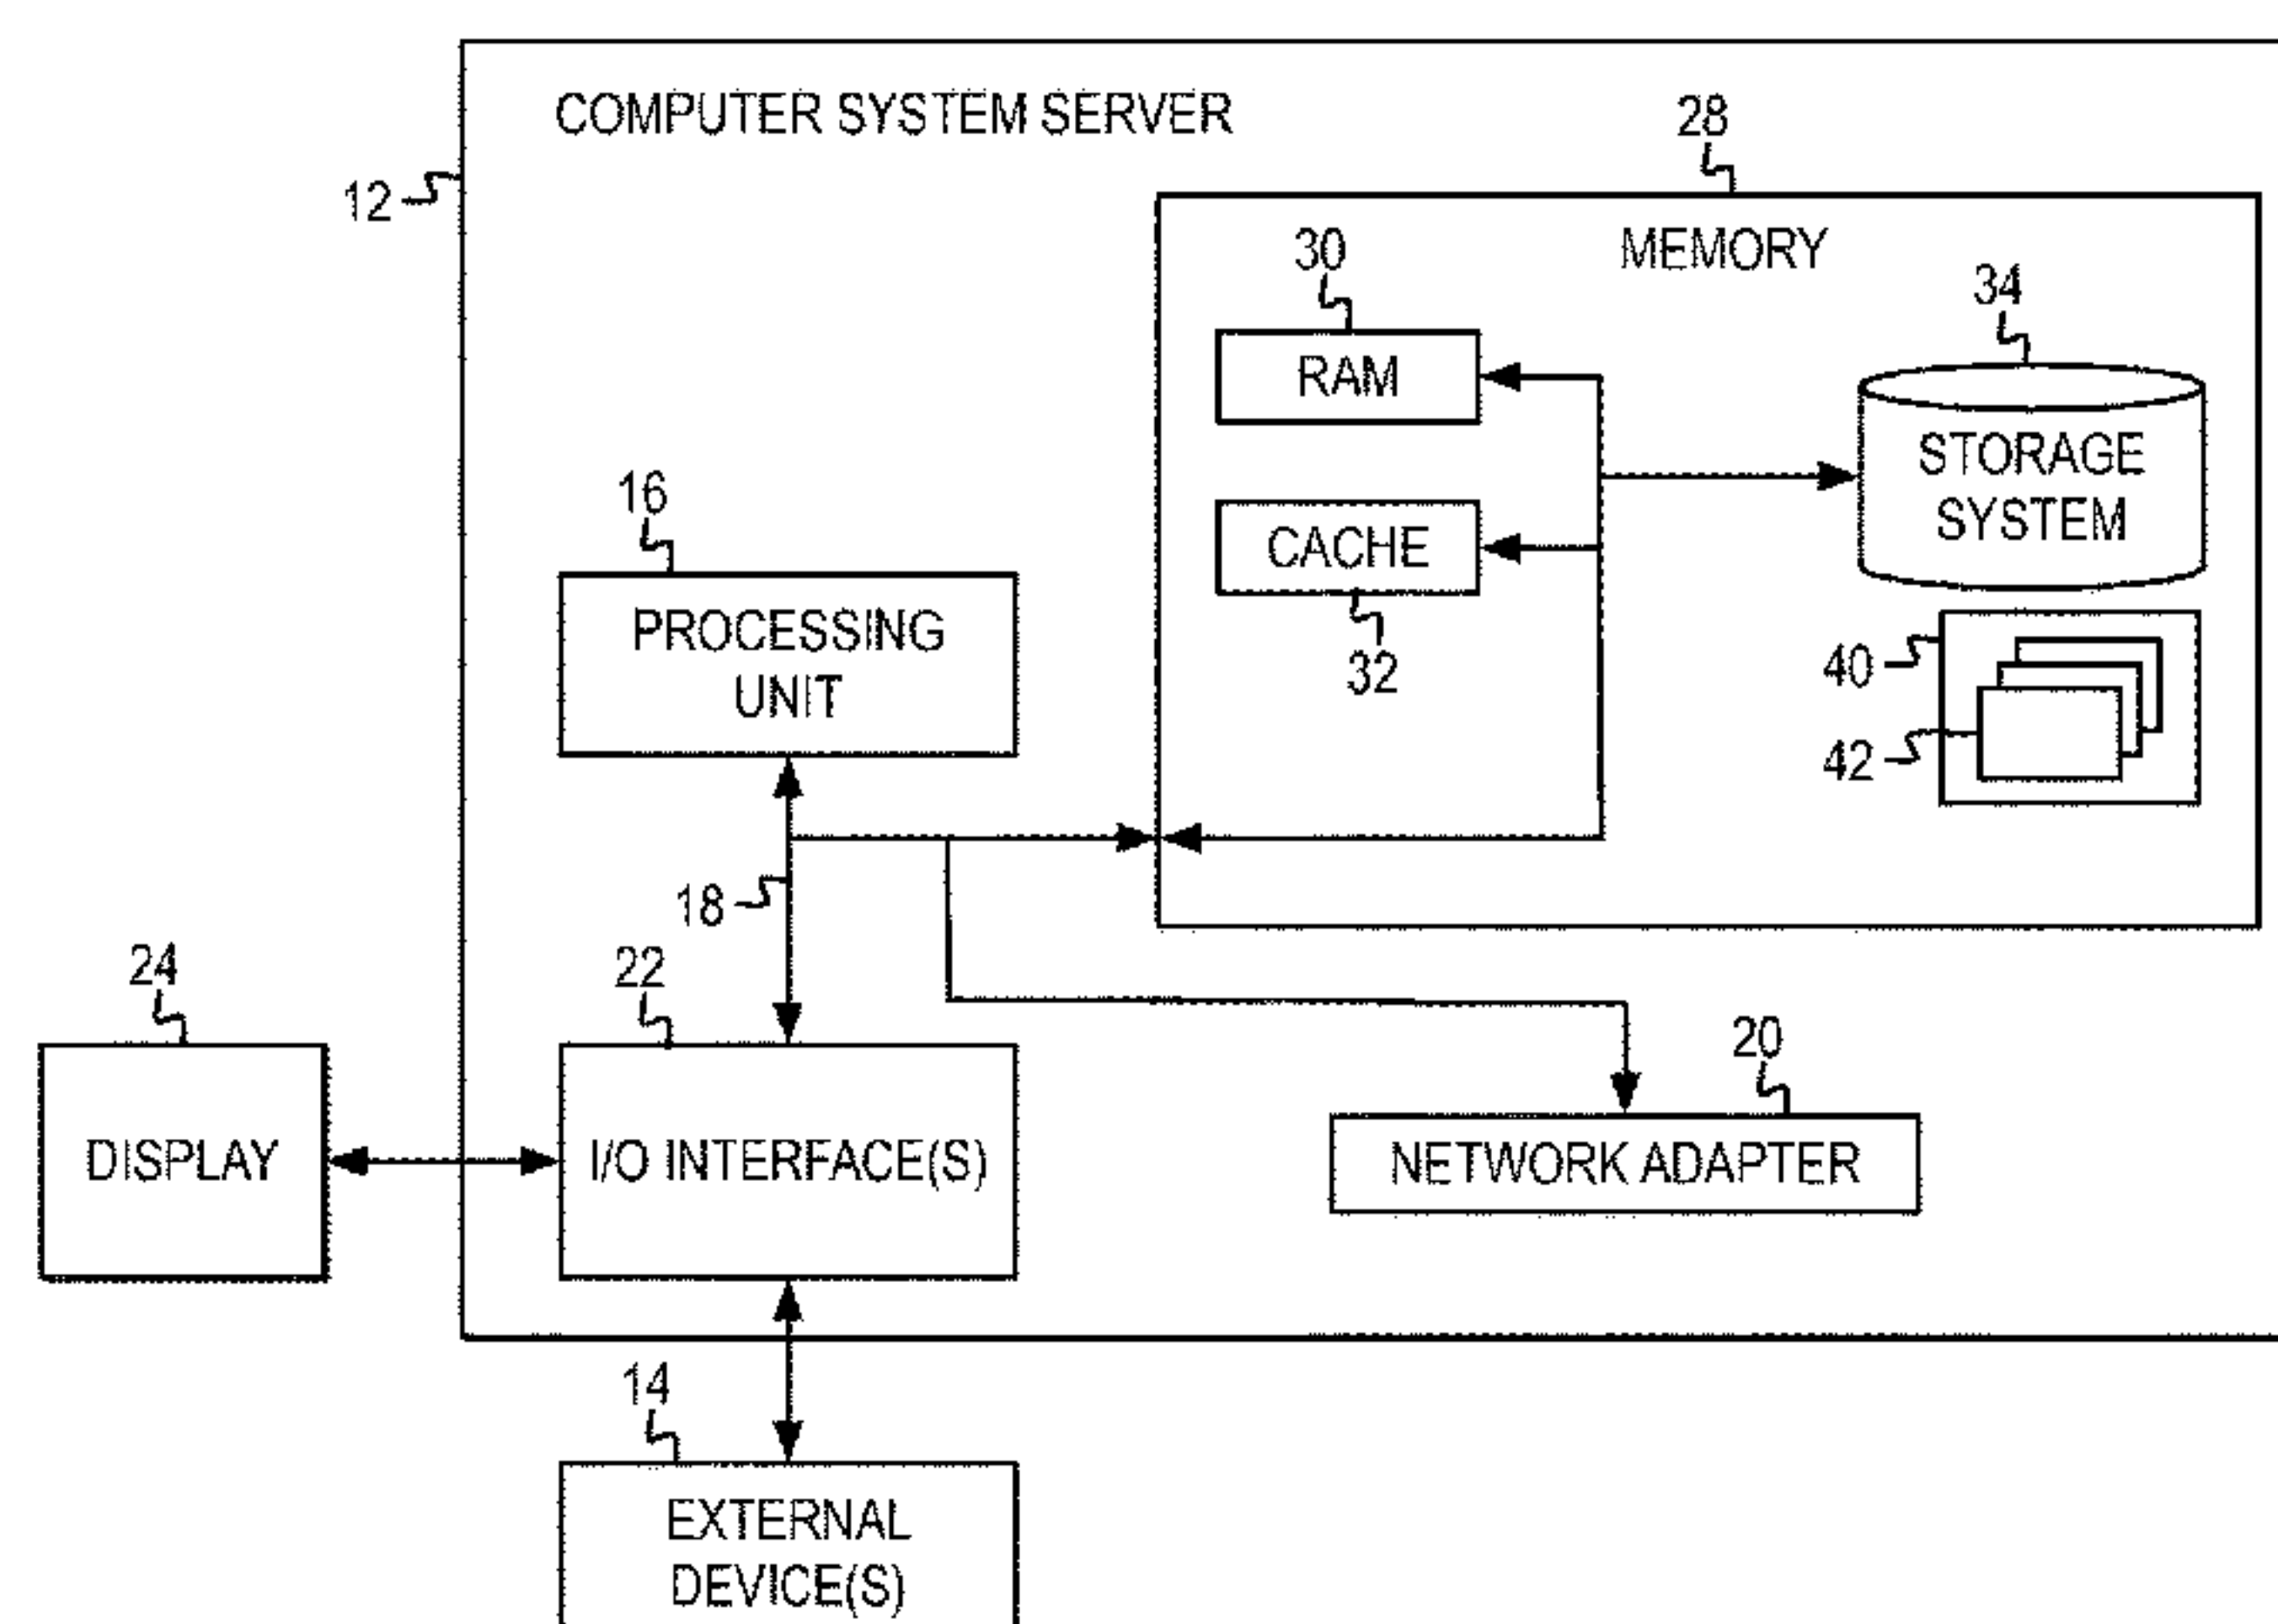 COMPUTER SYSTEM SERVER
12
28
MEMORY
30
34
RAM
STORAGE
SYSTEM
16
CACHE
32
PROCESSING
UNIT
40
42
18
24
22
20
DISPLAY
I/O INTERFACE(S)
NETWORK ADAPTER
14
EXTERNAL
DEVICE(S)